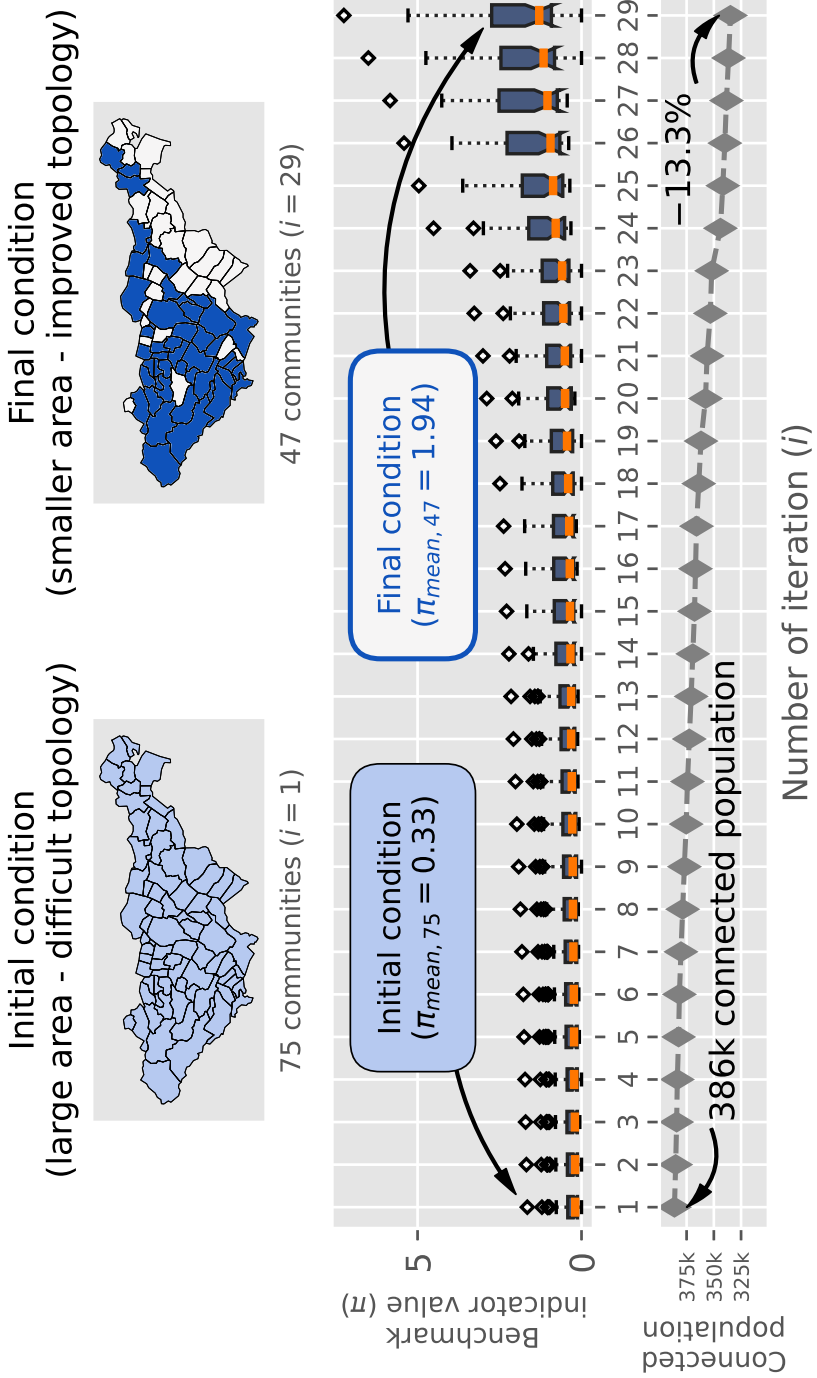 Initial condition
(large area - difficult topology)
75 communities (i = 1)
Final condition
(smaller area - improved topology)
47 communities (i = 29)
Benchmark
indicator value (π)
5
0
Initial condition
(πmean, 75 = 0.33)
Final condition
(πmean, 47 = 1.94)
1 2 3 4 5 6 7 8 9 10 11 12 13 14 15 16 17 18 19 20 21 22 23 24 25 26 27 28 29
Connected
population
375k
350k
325k
386k connected population
−13.3%
Number of iteration (i)